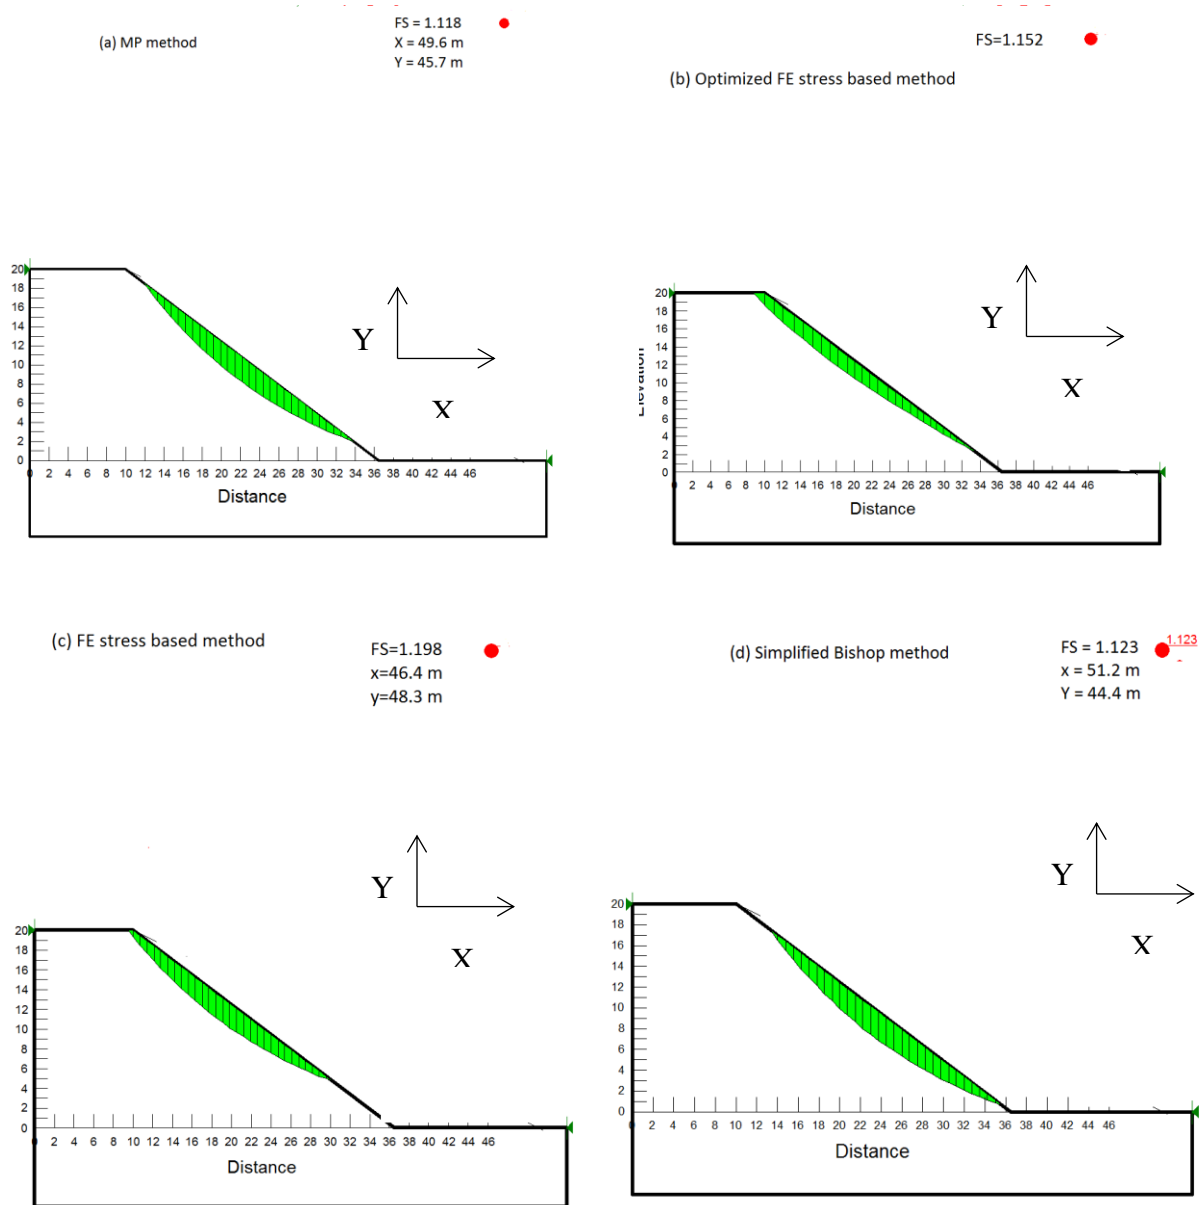 FS = 1.118
(a) MP method
X = 49.6 m
Y = 45.7 m
FS=1.152
(b) Optimized FE stress based method
20
18
16
14
12
10
8
6
4
2
0
Y
X
0 2 4 6 8 10 12 14 16 18 20 22 24 26 28 30 32 34 36 38 40 42 44 46
Distance
20
18
16
14
12
10
8
6
4
2
0
Elevation
Y
X
2 4 6 8 10 12 14 16 18 20 22 24 26 28 30 32 34 36 38 40 42 44 46
Distance
(c) FE stress based method
FS=1.198
x=46.4 m
y=48.3 m
(d) Simplified Bishop method
FS = 1.123
x = 51.2 m
Y = 44.4 m
1.123
20
18
16
14
12
10
8
6
4
2
0
Y
X
0 2 4 6 8 10 12 14 16 18 20 22 24 26 28 30 32 34 36 38 40 42 44 46
Distance
20
18
16
14
12
10
8
6
4
2
0
Y
X
2 4 6 8 10 12 14 16 18 20 22 24 26 28 30 32 34 36 38 40 42 44 46
Distance